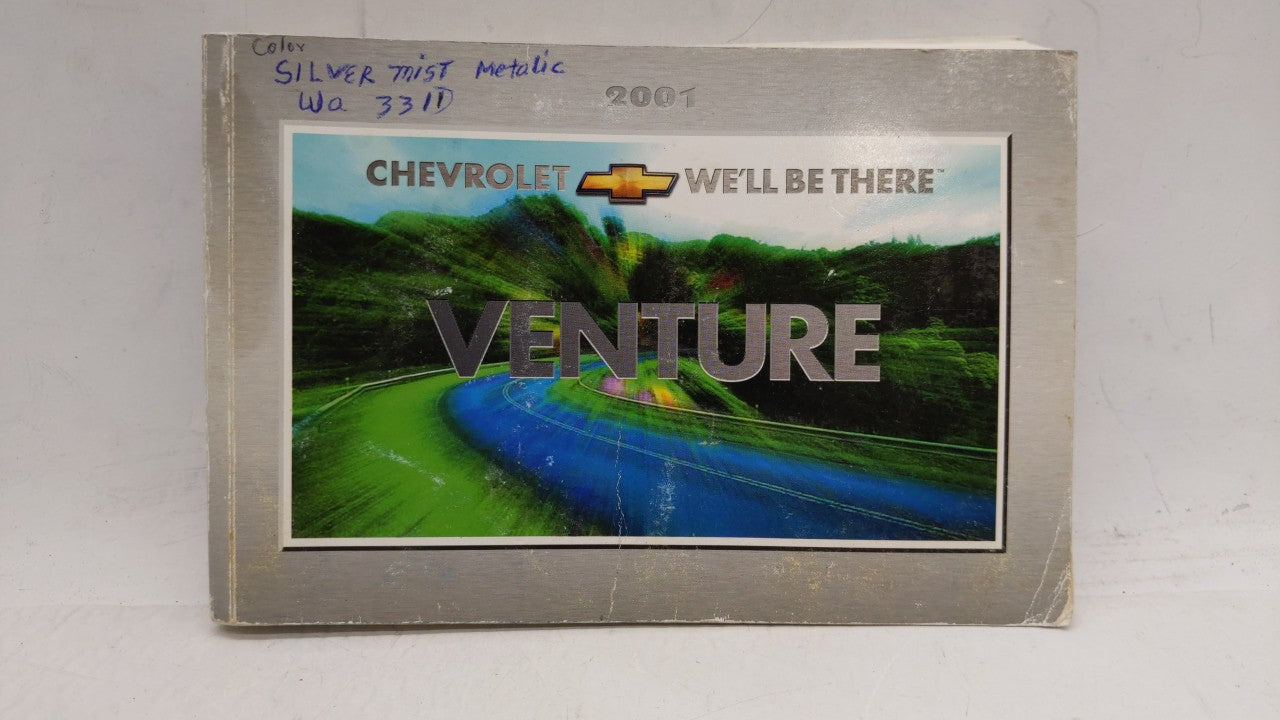 Color
SILVER mist Metalic
Wa 331D
2001
CHEVROLET WE'LL BE THERE™
VENTURE